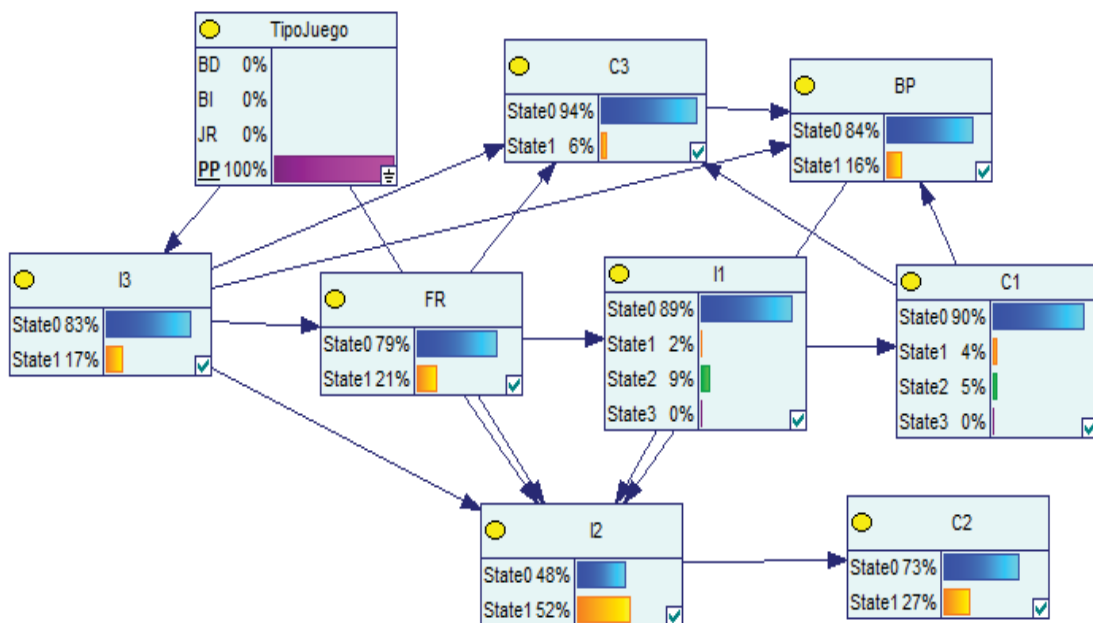 TipoJuego
BD 0%
BI 0%
JR 0%
PP 100%
C3
State0 94%
State1 6%
BP
State0 84%
State1 16%
I3
State0 83%
State1 17%
FR
State0 79%
State1 21%
I1
State0 89%
State1 2%
State2 9%
State3 0%
C1
State0 90%
State1 4%
State2 5%
State3 0%
I2
State0 48%
State1 52%
C2
State0 73%
State1 27%